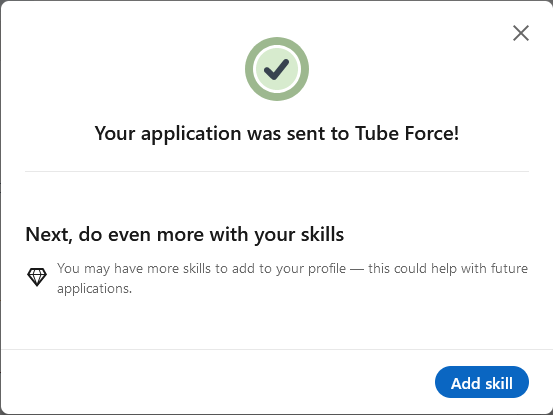 Your application was sent to Tube Force!
Next, do even more with your skills
You may have more skills to add to your profile — this could help with future
applications.
Add skill